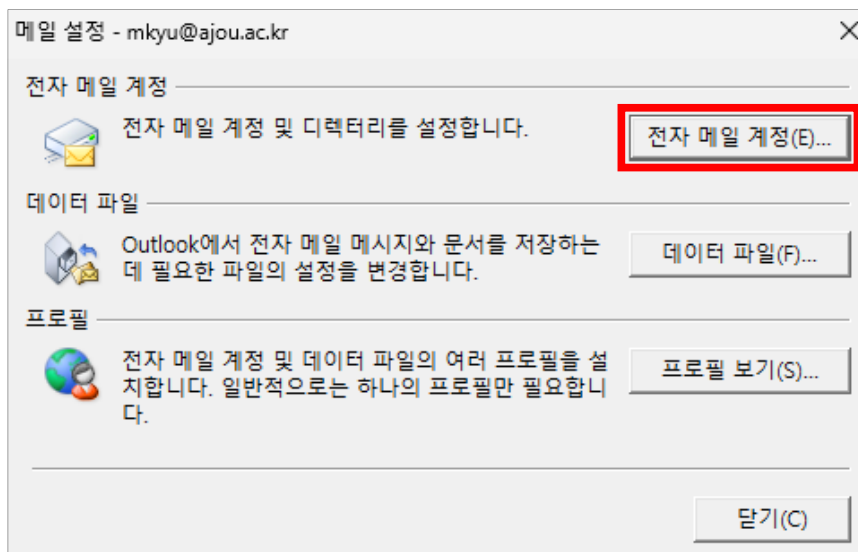 메일 설정 - mkyu@ajou.ac.kr
전자 메일 계정
전자 메일 계정 및 디렉터리를 설정합니다.
전자 메일 계정(E)...
데이터 파일
Outlook에서 전자 메일 메시지와 문서를 저장하는
데 필요한 파일의 설정을 변경합니다.
데이터 파일(F)...
프로필
전자 메일 계정 및 데이터 파일의 여러 프로필을 설
치합니다. 일반적으로는 하나의 프로필만 필요합니
다.
프로필 보기(S)...
닫기(C)